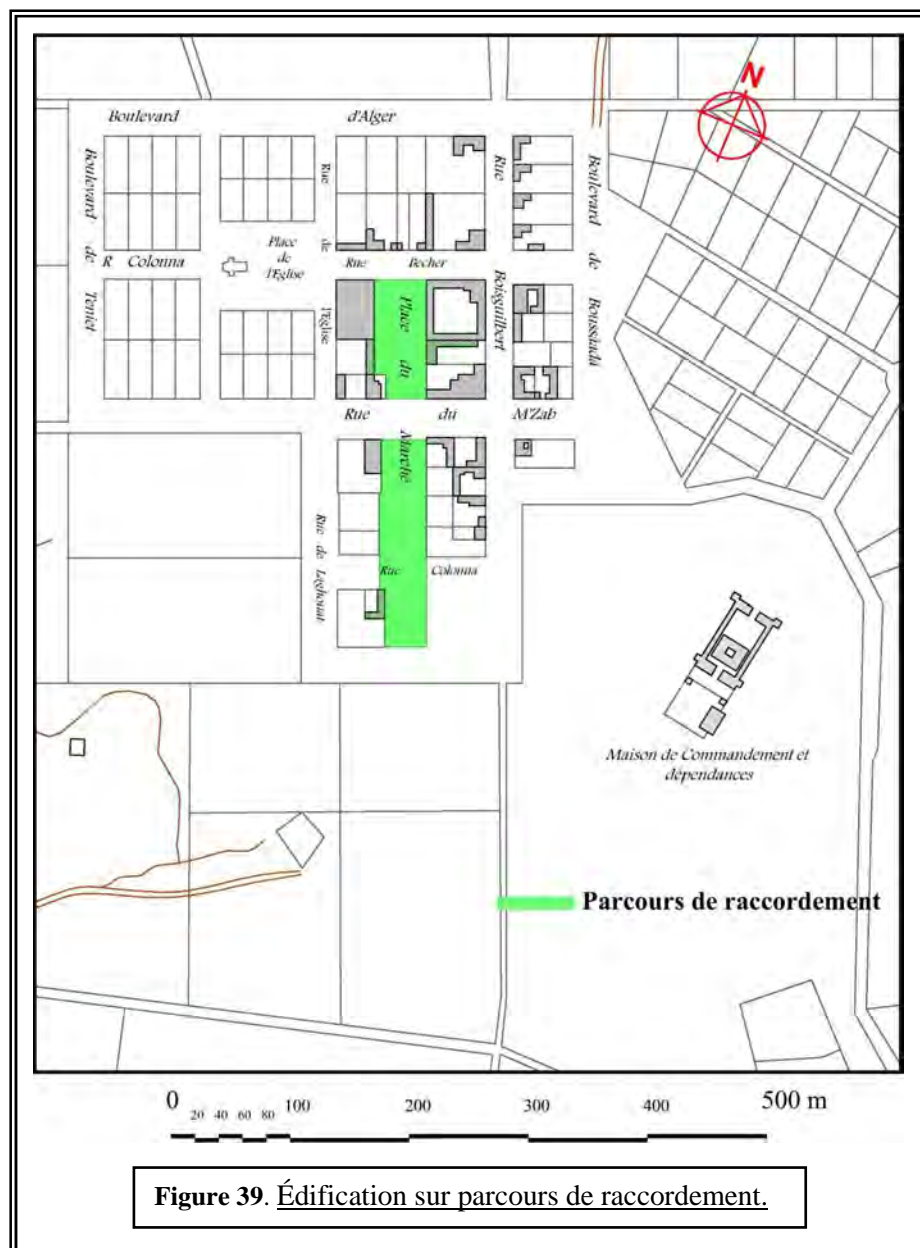 N
Boulevard d'Alger
Boulevard de Teniet
Rue de l'Eglise
Rue Boisguilbert
Boulevard de Boussaada
R Colonna
Place
de
l'Eglise
Rue Becher
Place du Marché
Rue du M'Zab
Rue de Laghouat
Rue Colonna
Maison de Commandement et
dépendances
Parcours de raccordement
0 20 40 60 80 100 200 300 400 500 m
Figure 39. Édification sur parcours de raccordement.